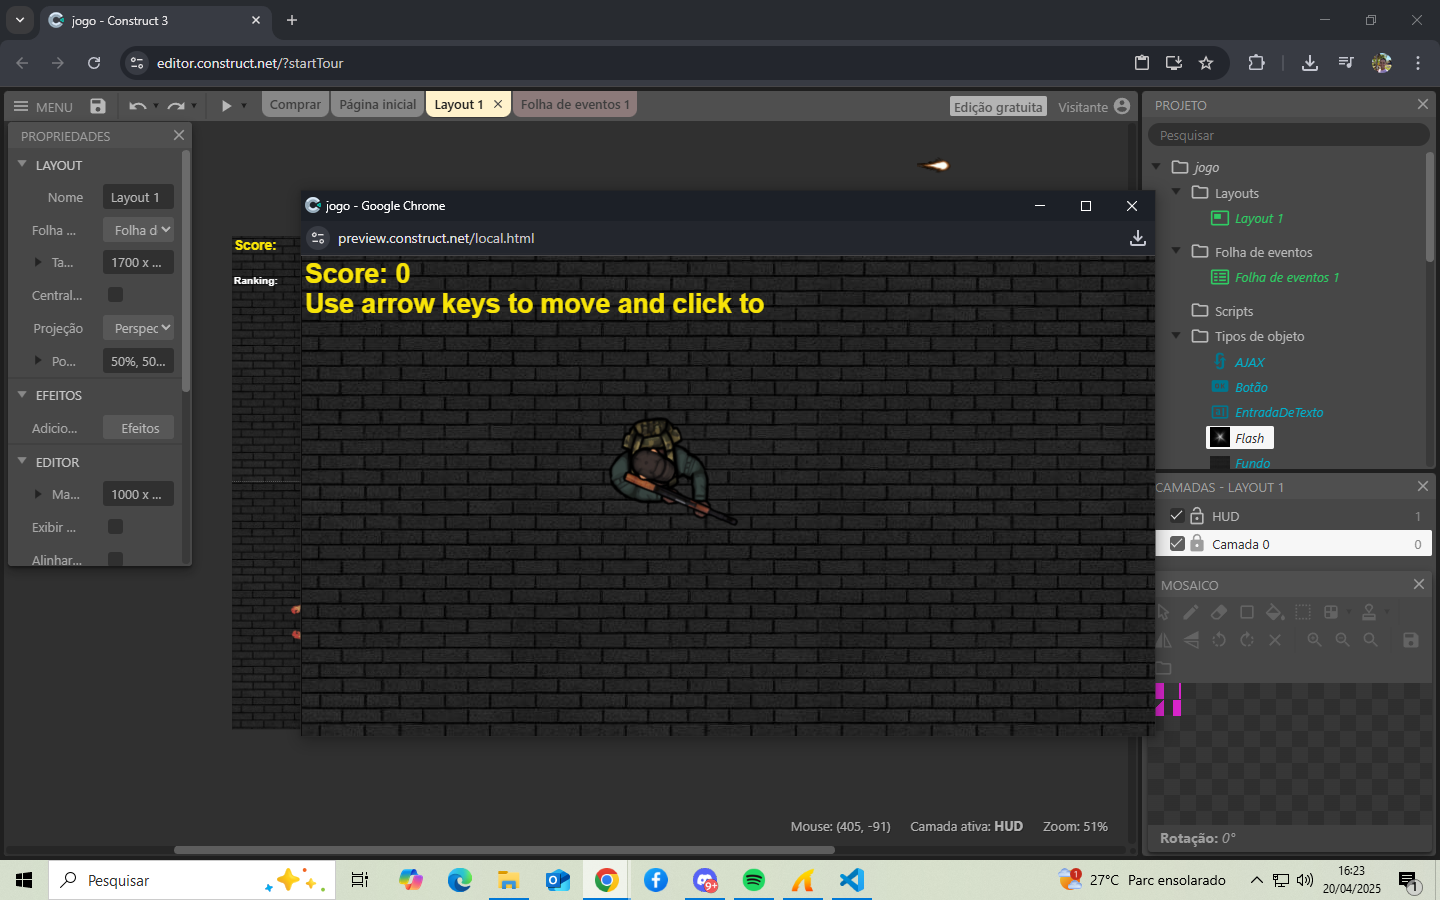 jogo - Construct 3
editor.construct.net/?startTour
MENU
Comprar
Página inicial
Layout 1
Folha de eventos 1
Edição gratuita
Visitante
PROPRIEDADES
LAYOUT
Nome
Layout 1
Folha ...
Folha d
Ta...
1700 x ...
Central...
Projeção
Perspec
Po...
50%, 50...
EFEITOS
Adicio...
Efeitos
EDITOR
Ma...
1000 x ...
Exibir ...
Alinhar...
Score:
Ranking:
jogo - Google Chrome
preview.construct.net/local.html
Score: 0
Use arrow keys to move and click to
Mouse: (405, -91)
Camada ativa: HUD
Zoom: 51%
PROJETO
Pesquisar
jogo
Layouts
Layout 1
Folha de eventos
Folha de eventos 1
Scripts
Tipos de objeto
AJAX
Botão
EntradaDeTexto
Flash
Fundo
CAMADAS - LAYOUT 1
HUD
1
Camada 0
0
MOSAICO
Rotação: 0°
Pesquisar
9+
1
27°C
Parc ensolarado
16:23
20/04/2025
1